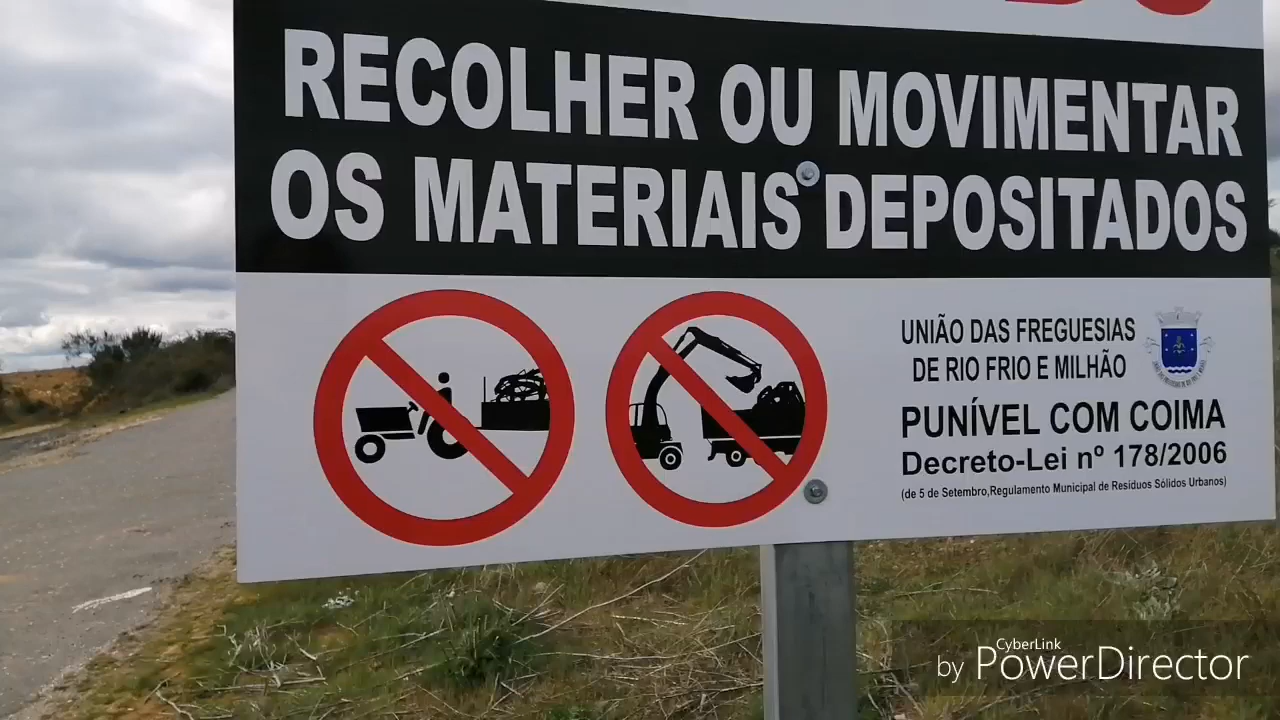 RECOLHER OU MOVIMENTAR
OS MATERIAIS DEPOSITADOS
UNIÃO DAS FREGUESIAS
DE RIO FRIO E MILHÃO
PUNÍVEL COM COIMA
Decreto-Lei nº 178/2006
(de 5 de Setembro,Regulamento Municipal de Resíduos Sólidos Urbanos)
CyberLink
by PowerDirector